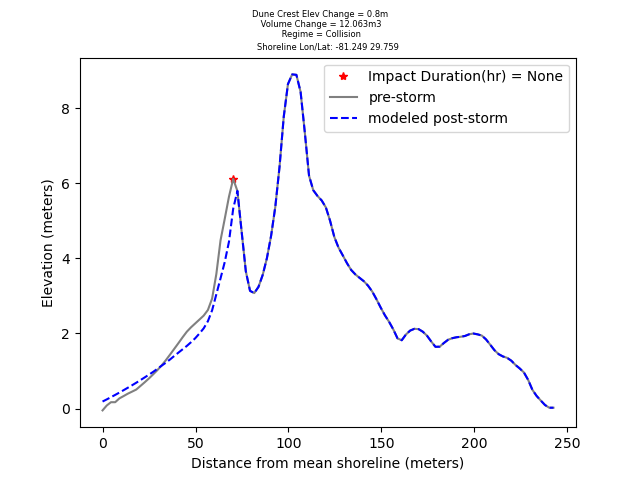 Dune Crest Elev Change = 0.8m
Volume Change = 12.063m3
Regime = Collision
Shoreline Lon/Lat: -81.249 29.759
Impact Duration(hr) = None
pre-storm
modeled post-storm
Elevation (meters)
8
6
4
2
0
0 50 100 150 200 250
Distance from mean shoreline (meters)